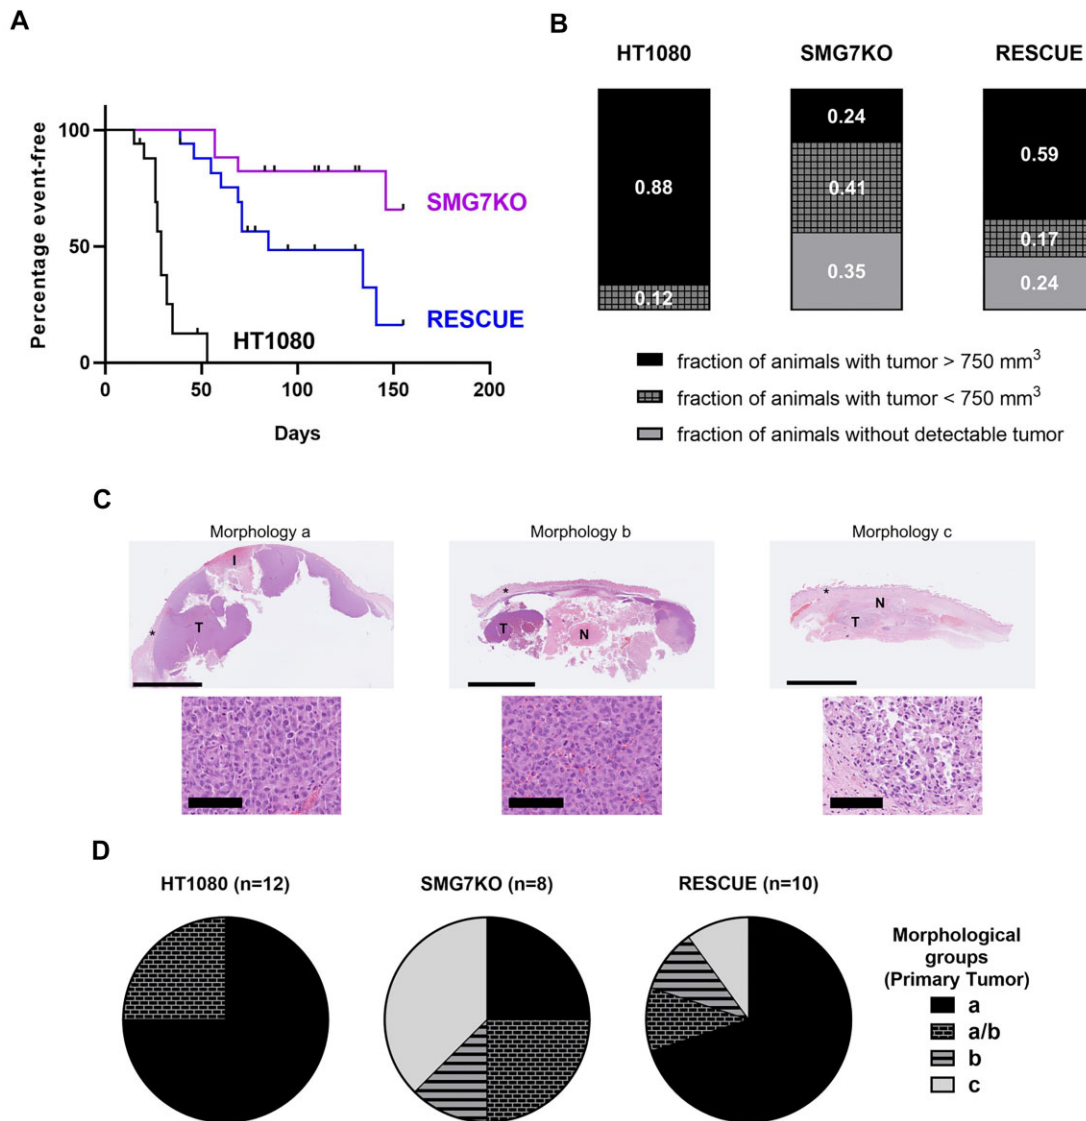 A
Percentage event-free
100
50
0
0
50
100
150
200
Days
SMG7KO
RESCUE
HT1080
B
HT1080
SMG7KO
RESCUE
0.88
0.12
0.24
0.41
0.35
0.59
0.17
0.24
fraction of animals with tumor > 750 mm³
fraction of animals with tumor < 750 mm³
fraction of animals without detectable tumor
C
Morphology a
Morphology b
Morphology c
I
*
T
*
T
N
*
N
T
D
HT1080 (n=12)
SMG7KO (n=8)
RESCUE (n=10)
Morphological
groups
(Primary Tumor)
a
a/b
b
c